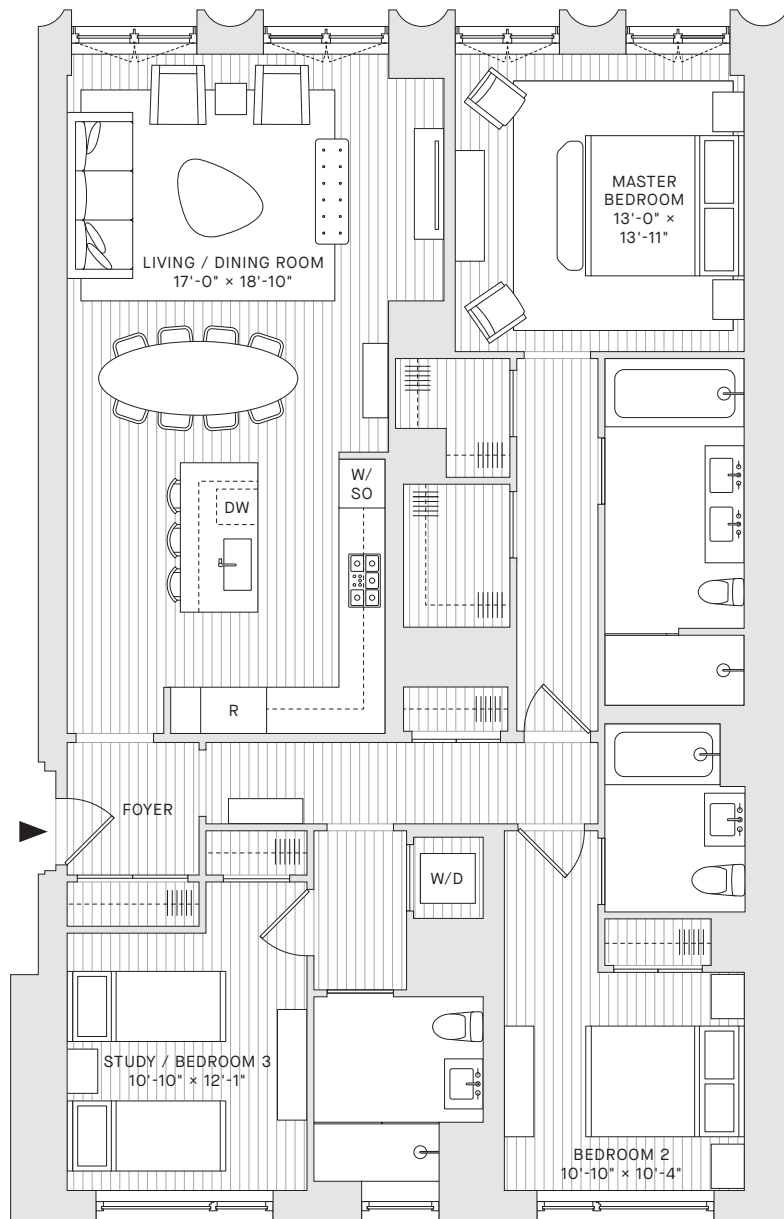 MASTER
BEDROOM
13'-0" ×
13'-11"
LIVING / DINING ROOM
17'-0" × 18'-10"
W/
SO
DW
R
FOYER
W/D
STUDY / BEDROOM 3
10'-10" × 12'-1"
BEDROOM 2
10'-10" × 10'-4"